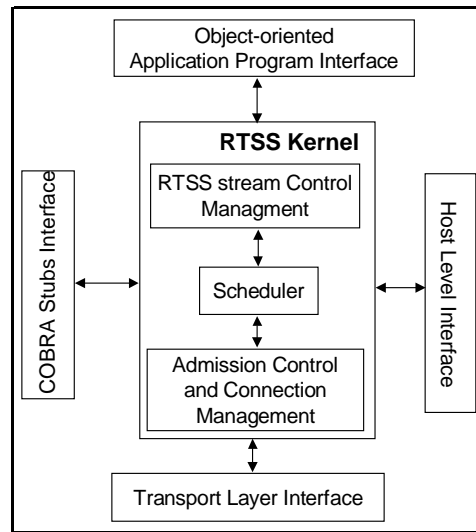 Object-oriented
Application Program Interface
RTSS Kernel
RTSS stream Control
Managment
COBRA Stubs Interface
Scheduler
Host Level Interface
Admission Control
and Connection
Management
Transport Layer Interface